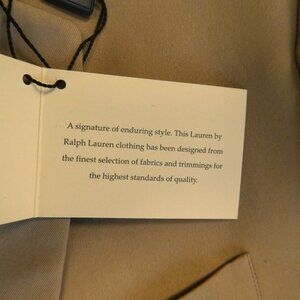 A signature of enduring style. This Lauren by
Ralph Lauren clothing has been designed from
the finest selection of fabrics and trimmings for
the highest standards of quality.